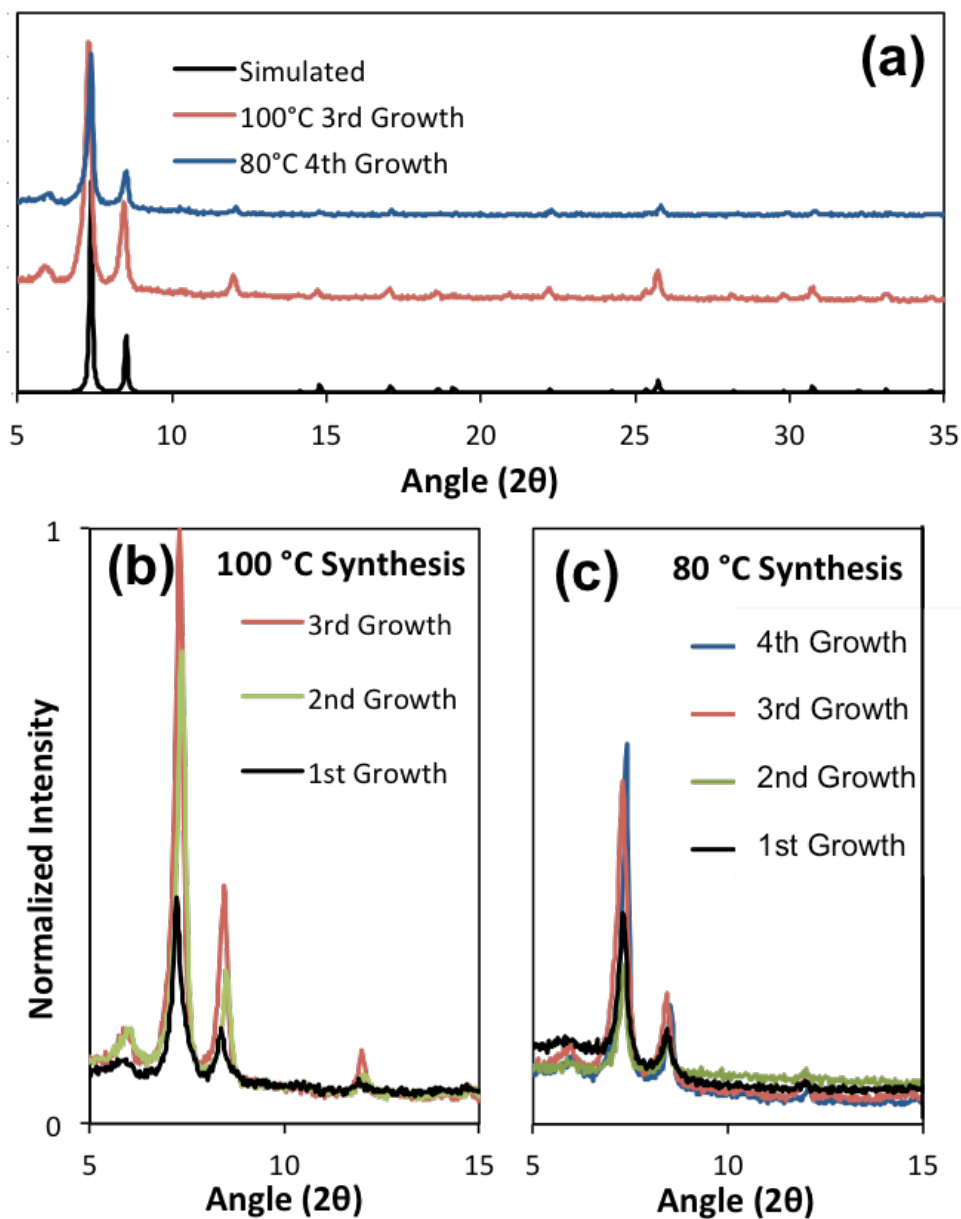 (a)
Simulated
100°C 3rd Growth
80°C 4th Growth
5 10 15 20 25 30 35
Angle (2θ)
1
(b) 100 °C Synthesis
3rd Growth
2nd Growth
1st Growth
Normalized Intensity
0
5 10 15
Angle (2θ)
(c) 80 °C Synthesis
4th Growth
3rd Growth
2nd Growth
1st Growth
5 10 15
Angle (2θ)